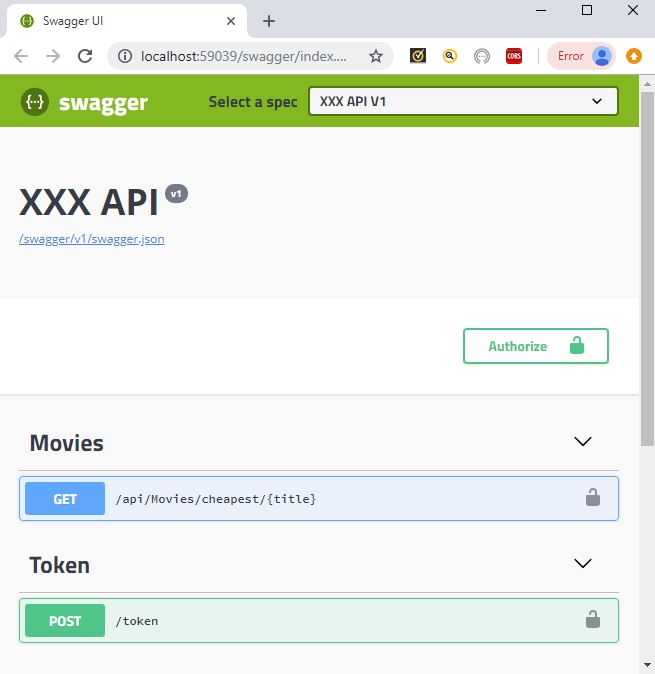 Swagger UI
localhost:59039/swagger/index....
CORS
Error
{··} swagger
Select a spec
XXX API V1
XXX API v1
/swagger/v1/swagger.json
Authorize
Movies
GET /api/Movies/cheapest/{title}
Token
POST /token